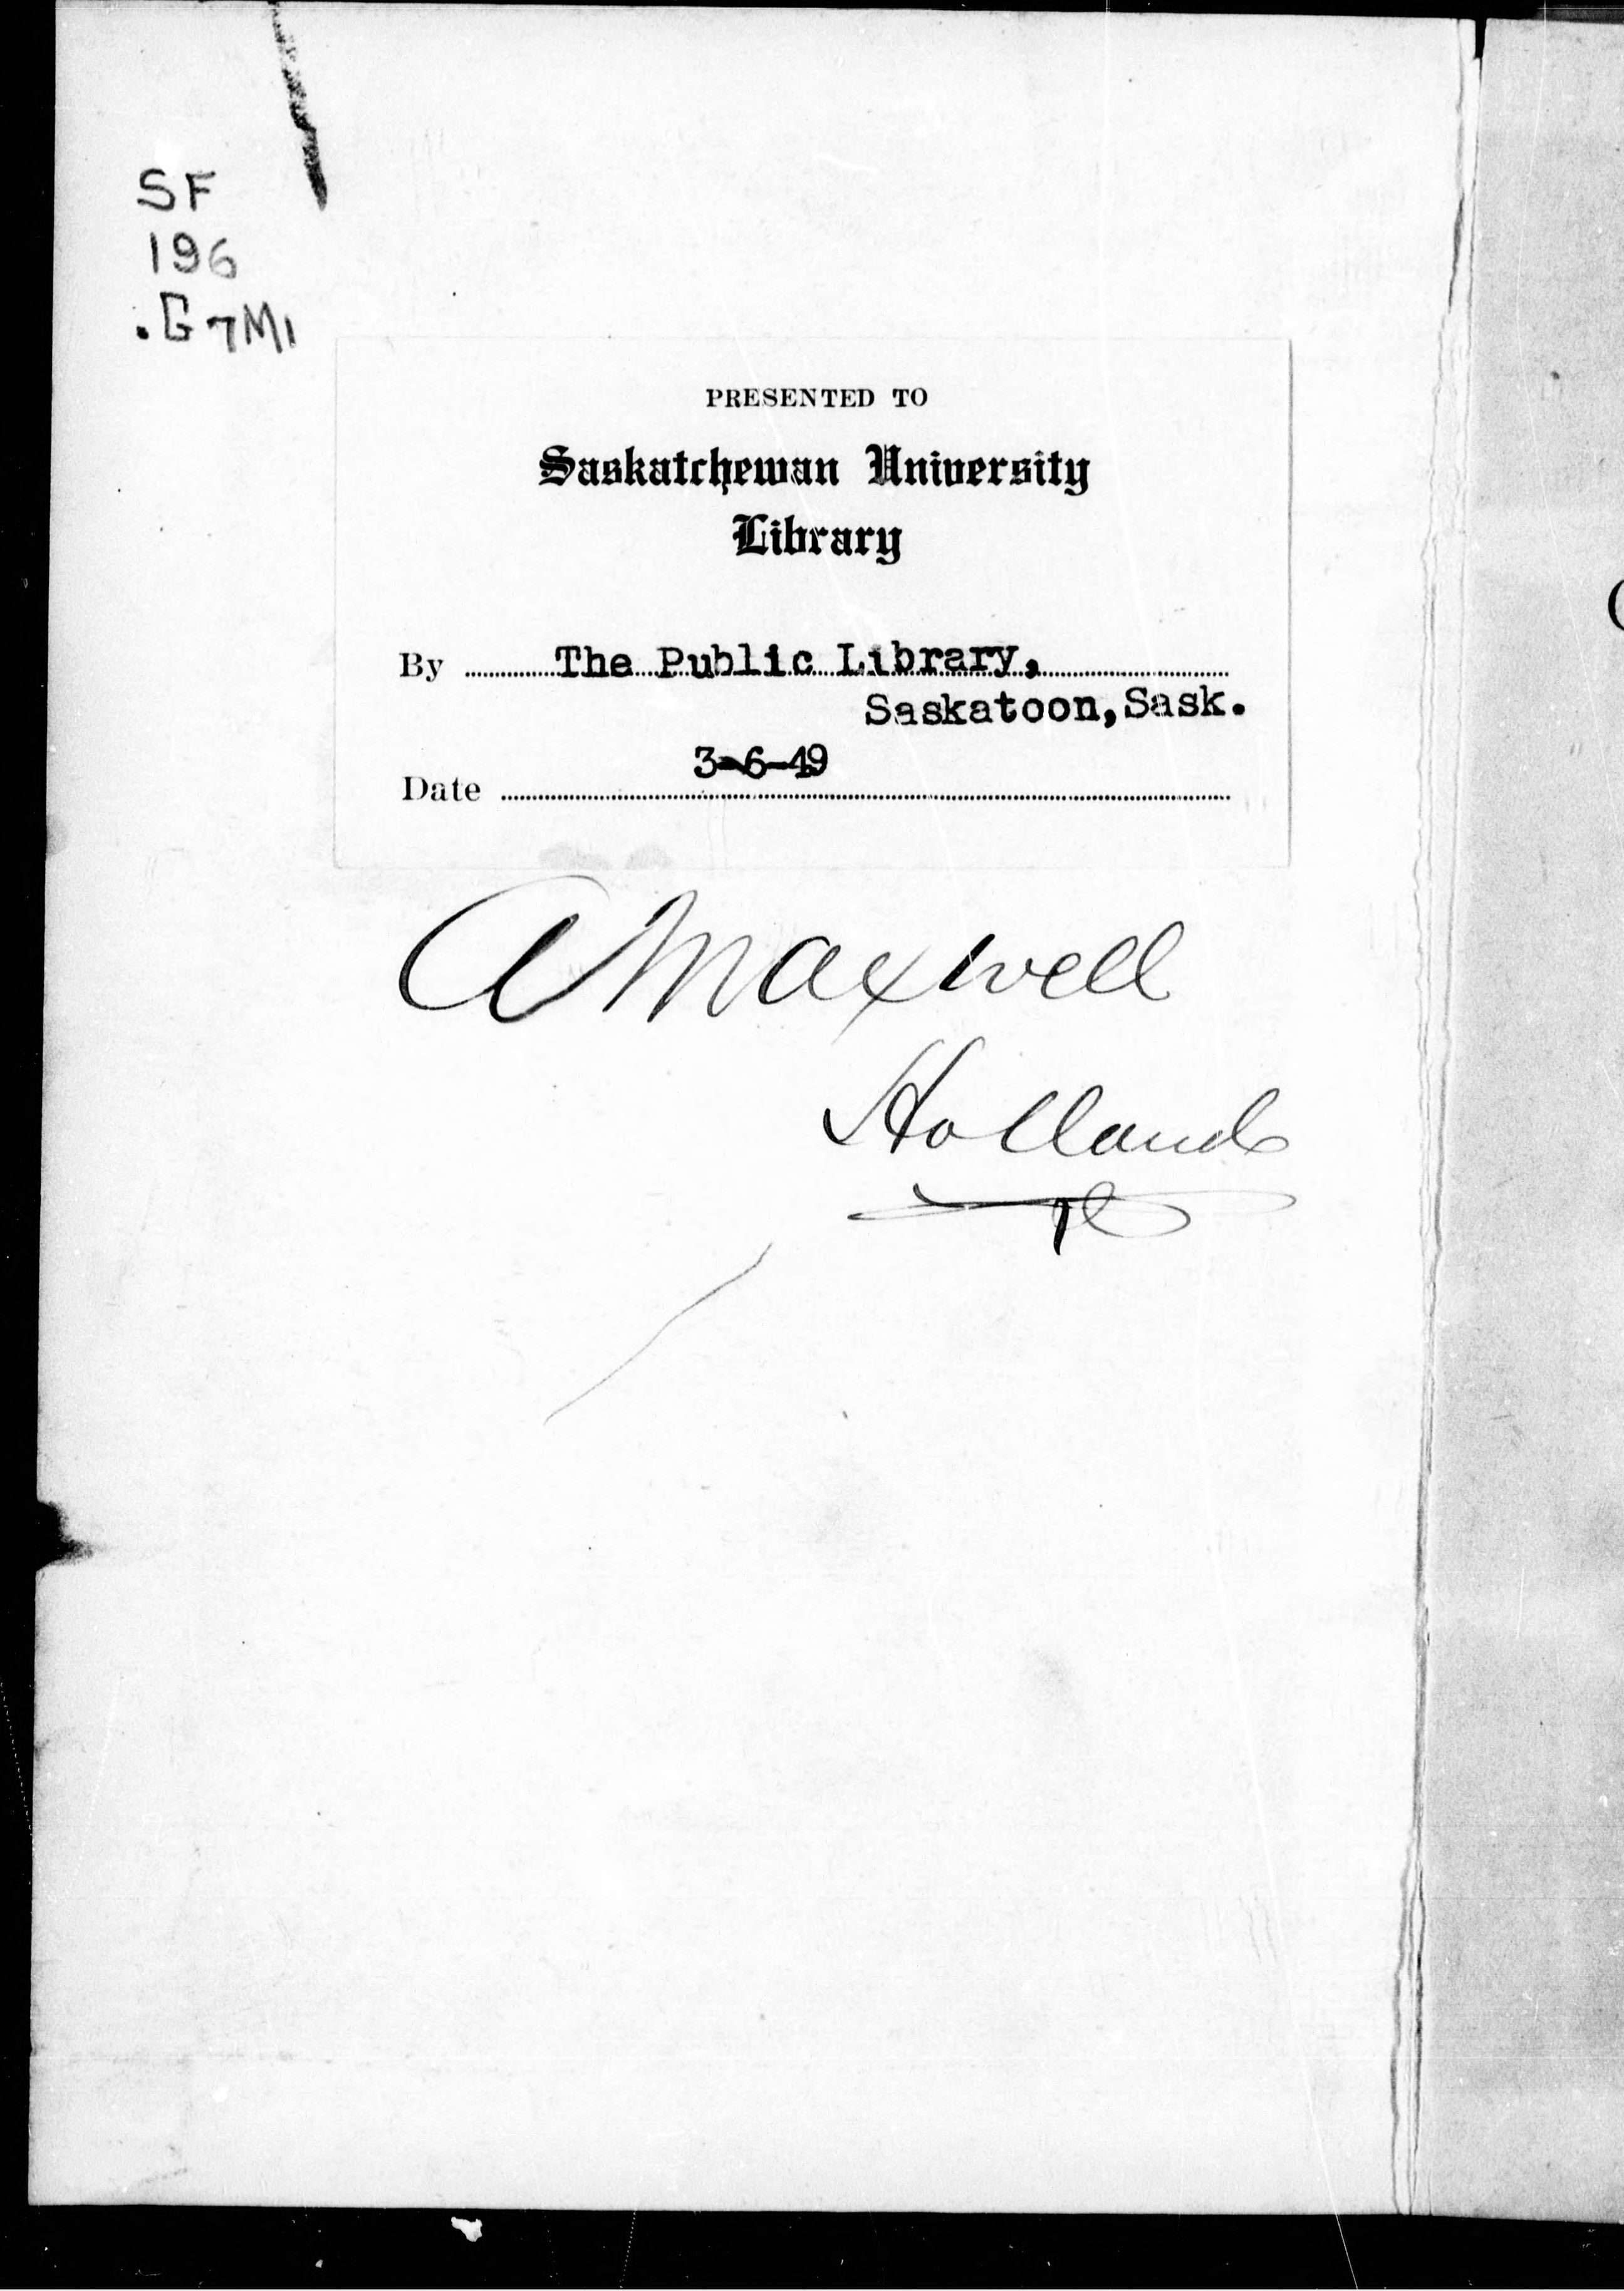 SF
196
.G7M1
PRESENTED TO
Saskatchewan University
Library
By The Public Library,
Saskatoon, Sask.
3-6-49
Date
A Maxwell
Holland